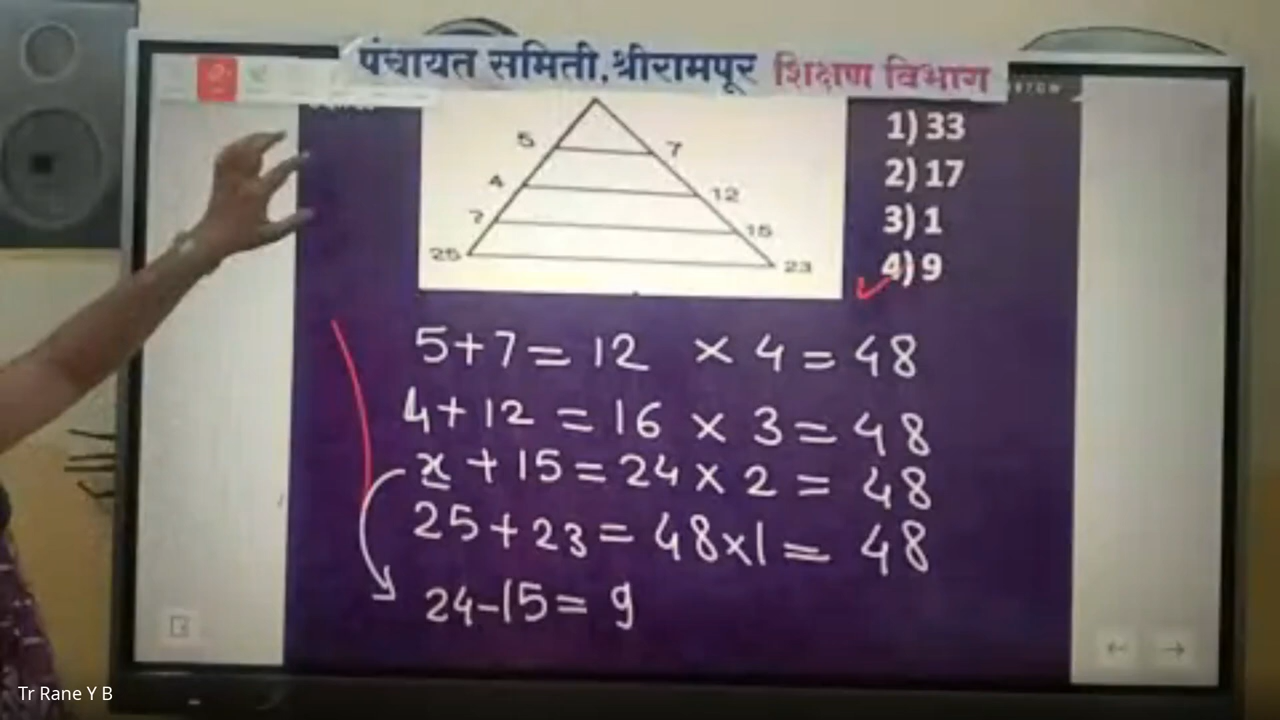 पंचायत समिती,श्रीरामपूर शिक्षण विभाग
5 7
4 12
? 15
25 23
1) 33
2) 17
3) 1
4) 9
5+7= 12 × 4 = 48
4+ 12 = 16 × 3 = 48
x + 15 = 24 × 2 = 48
25 + 23 = 48×1 = 48
24-15 = 9
Tr Rane Y B